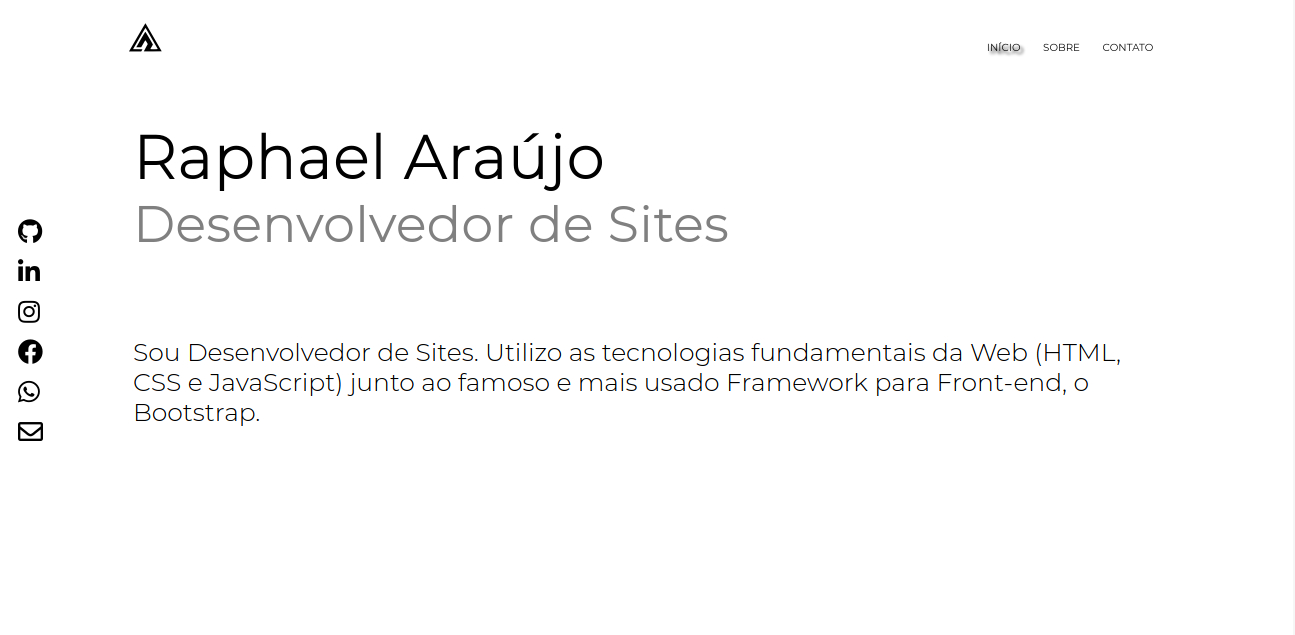 INÍCIO SOBRE CONTATO
Raphael Araújo
Desenvolvedor de Sites
Sou Desenvolvedor de Sites. Utilizo as tecnologias fundamentais da Web (HTML,
CSS e JavaScript) junto ao famoso e mais usado Framework para Front-end, o
Bootstrap.